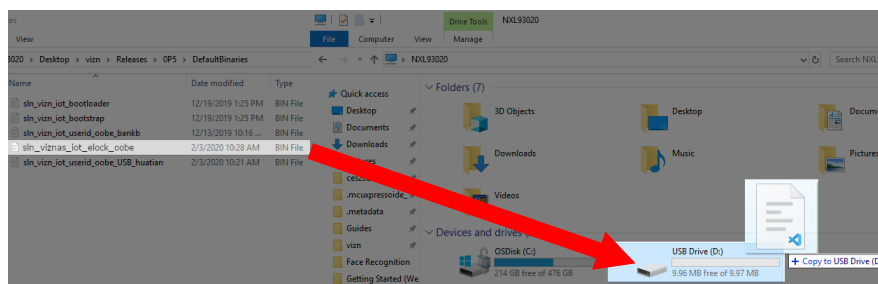 es
View
3020 > Desktop > vizn > Releases > 0P5 > DefaultBinaries
Name Date modified Type
sln_vizn_iot_bootloader 12/19/2019 1:25 PM BIN File
sln_vizn_iot_bootstrap 12/19/2019 1:25 PM BIN File
sln_vizn_iot_userid_oobe_bankb 12/13/2019 10:16 ... BIN File
sln_viznas_iot_elock_oobe 2/3/2020 10:28 AM BIN File
sln_vizn_iot_userid_oobe_USB_huatian 2/3/2020 10:21 AM BIN File
Drive Tools NXL93020
File Computer View Manage
NXL93020 Search NXL
Quick access
Desktop
Documents
Downloads
ctures
ces20
.mcuxpressoide_
.metadata
Guides
vizn
Face Recognition
Getting Started (We
Folders (7)
3D Objects Desktop Docum
Downloads Music Pictures
Videos
Devices and drives
OSDisk (C:) USB Drive (D:)
214 GB free of 476 GB 9.96 MB free of 9.97 MB
+ Copy to USB Drive (D